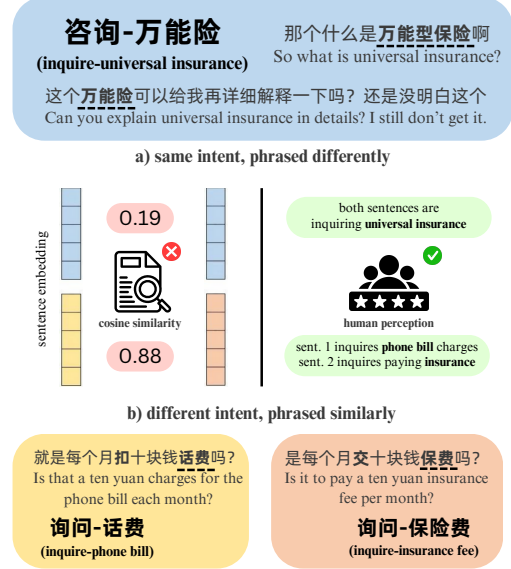 咨询-万能险
(inquire-universal insurance)
那个什么是万能型保险啊
So what is universal insurance?
这个万能险可以给我再详细解释一下吗？还是没明白这个
Can you explain universal insurance in details? I still don't get it.
a) same intent, phrased differently
sentence embedding
0.19
cosine similarity
0.88
both sentences are
inquiring universal insurance
human perception
sent. 1 inquires phone bill charges
sent. 2 inquires paying insurance
b) different intent, phrased similarly
就是每个月扣十块钱话费吗？
Is that a ten yuan charges for the
phone bill each month?
询问-话费
(inquire-phone bill)
是每个月交十块钱保费吗？
Is it to pay a ten yuan insurance
fee per month?
询问-保险费
(inquire-insurance fee)